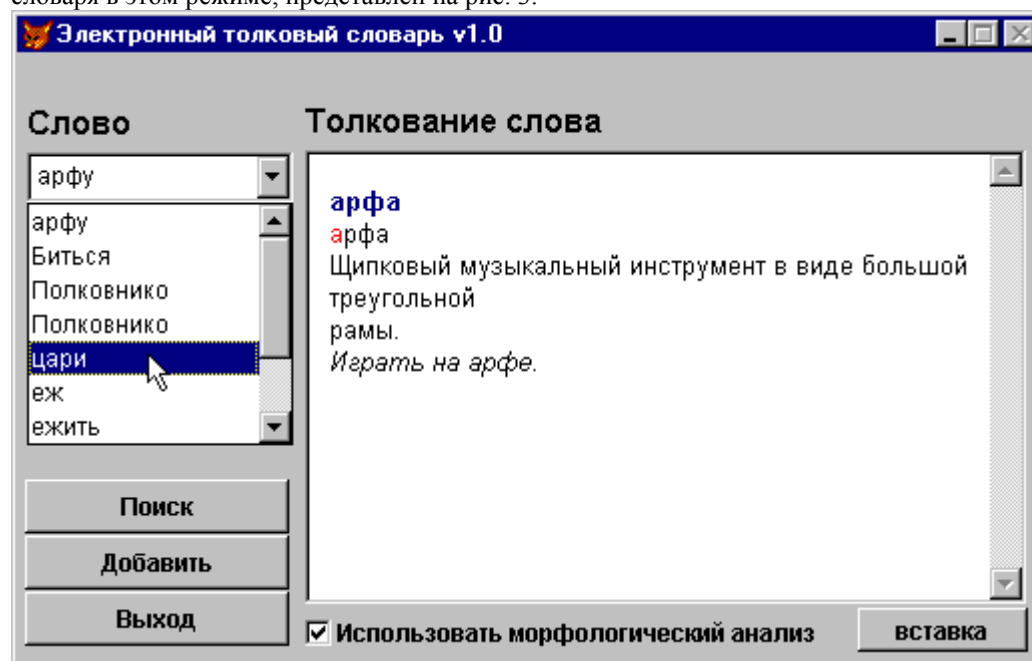 словаря в этом режиме, представлен на рис. 3.
Электронный толковый словарь v1.0
Слово
Толкование слова
арфу
арфу
Биться
Полковнико
Полковнико
цари
еж
ежить
арфа
арфа
Щипковый музыкальный инструмент в виде большой
треугольной
рамы.
Играть на арфе.
Поиск
Добавить
Выход
Использовать морфологический анализ
вставка